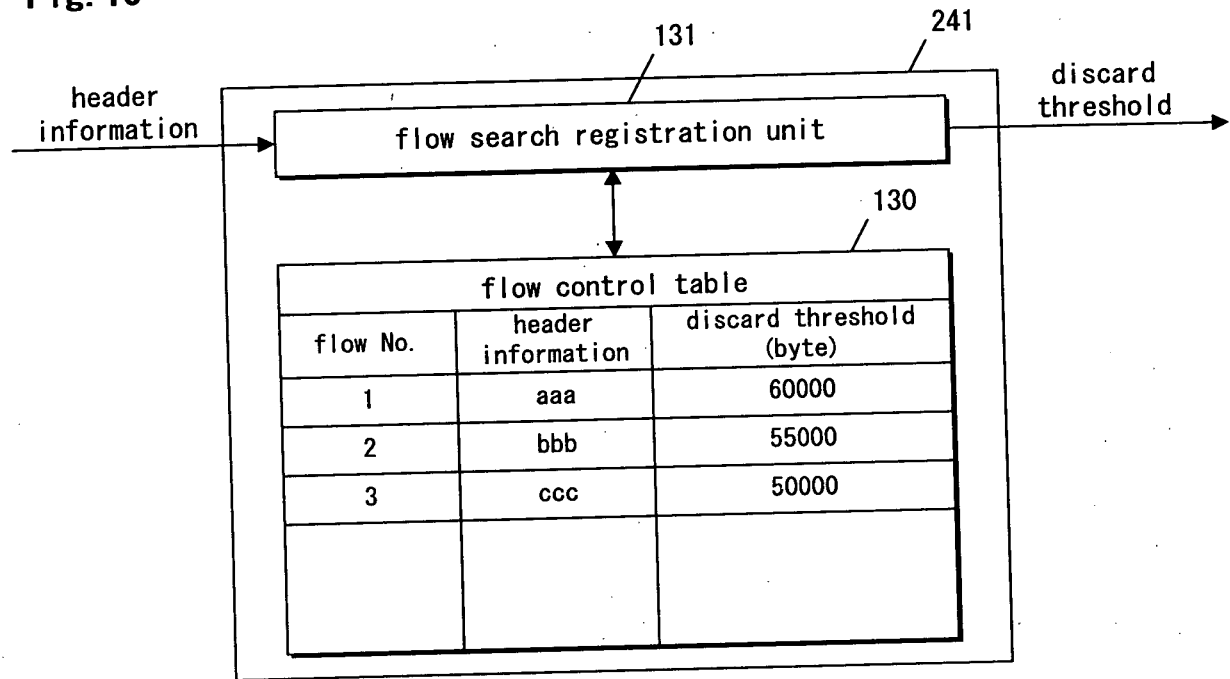 Fig.
131
241
header
information
discard
threshold
flow search registration unit
130
flow control table
flow No.
header
information
discard threshold
(byte)
1
aaa
60000
2
bbb
55000
3
ccc
50000